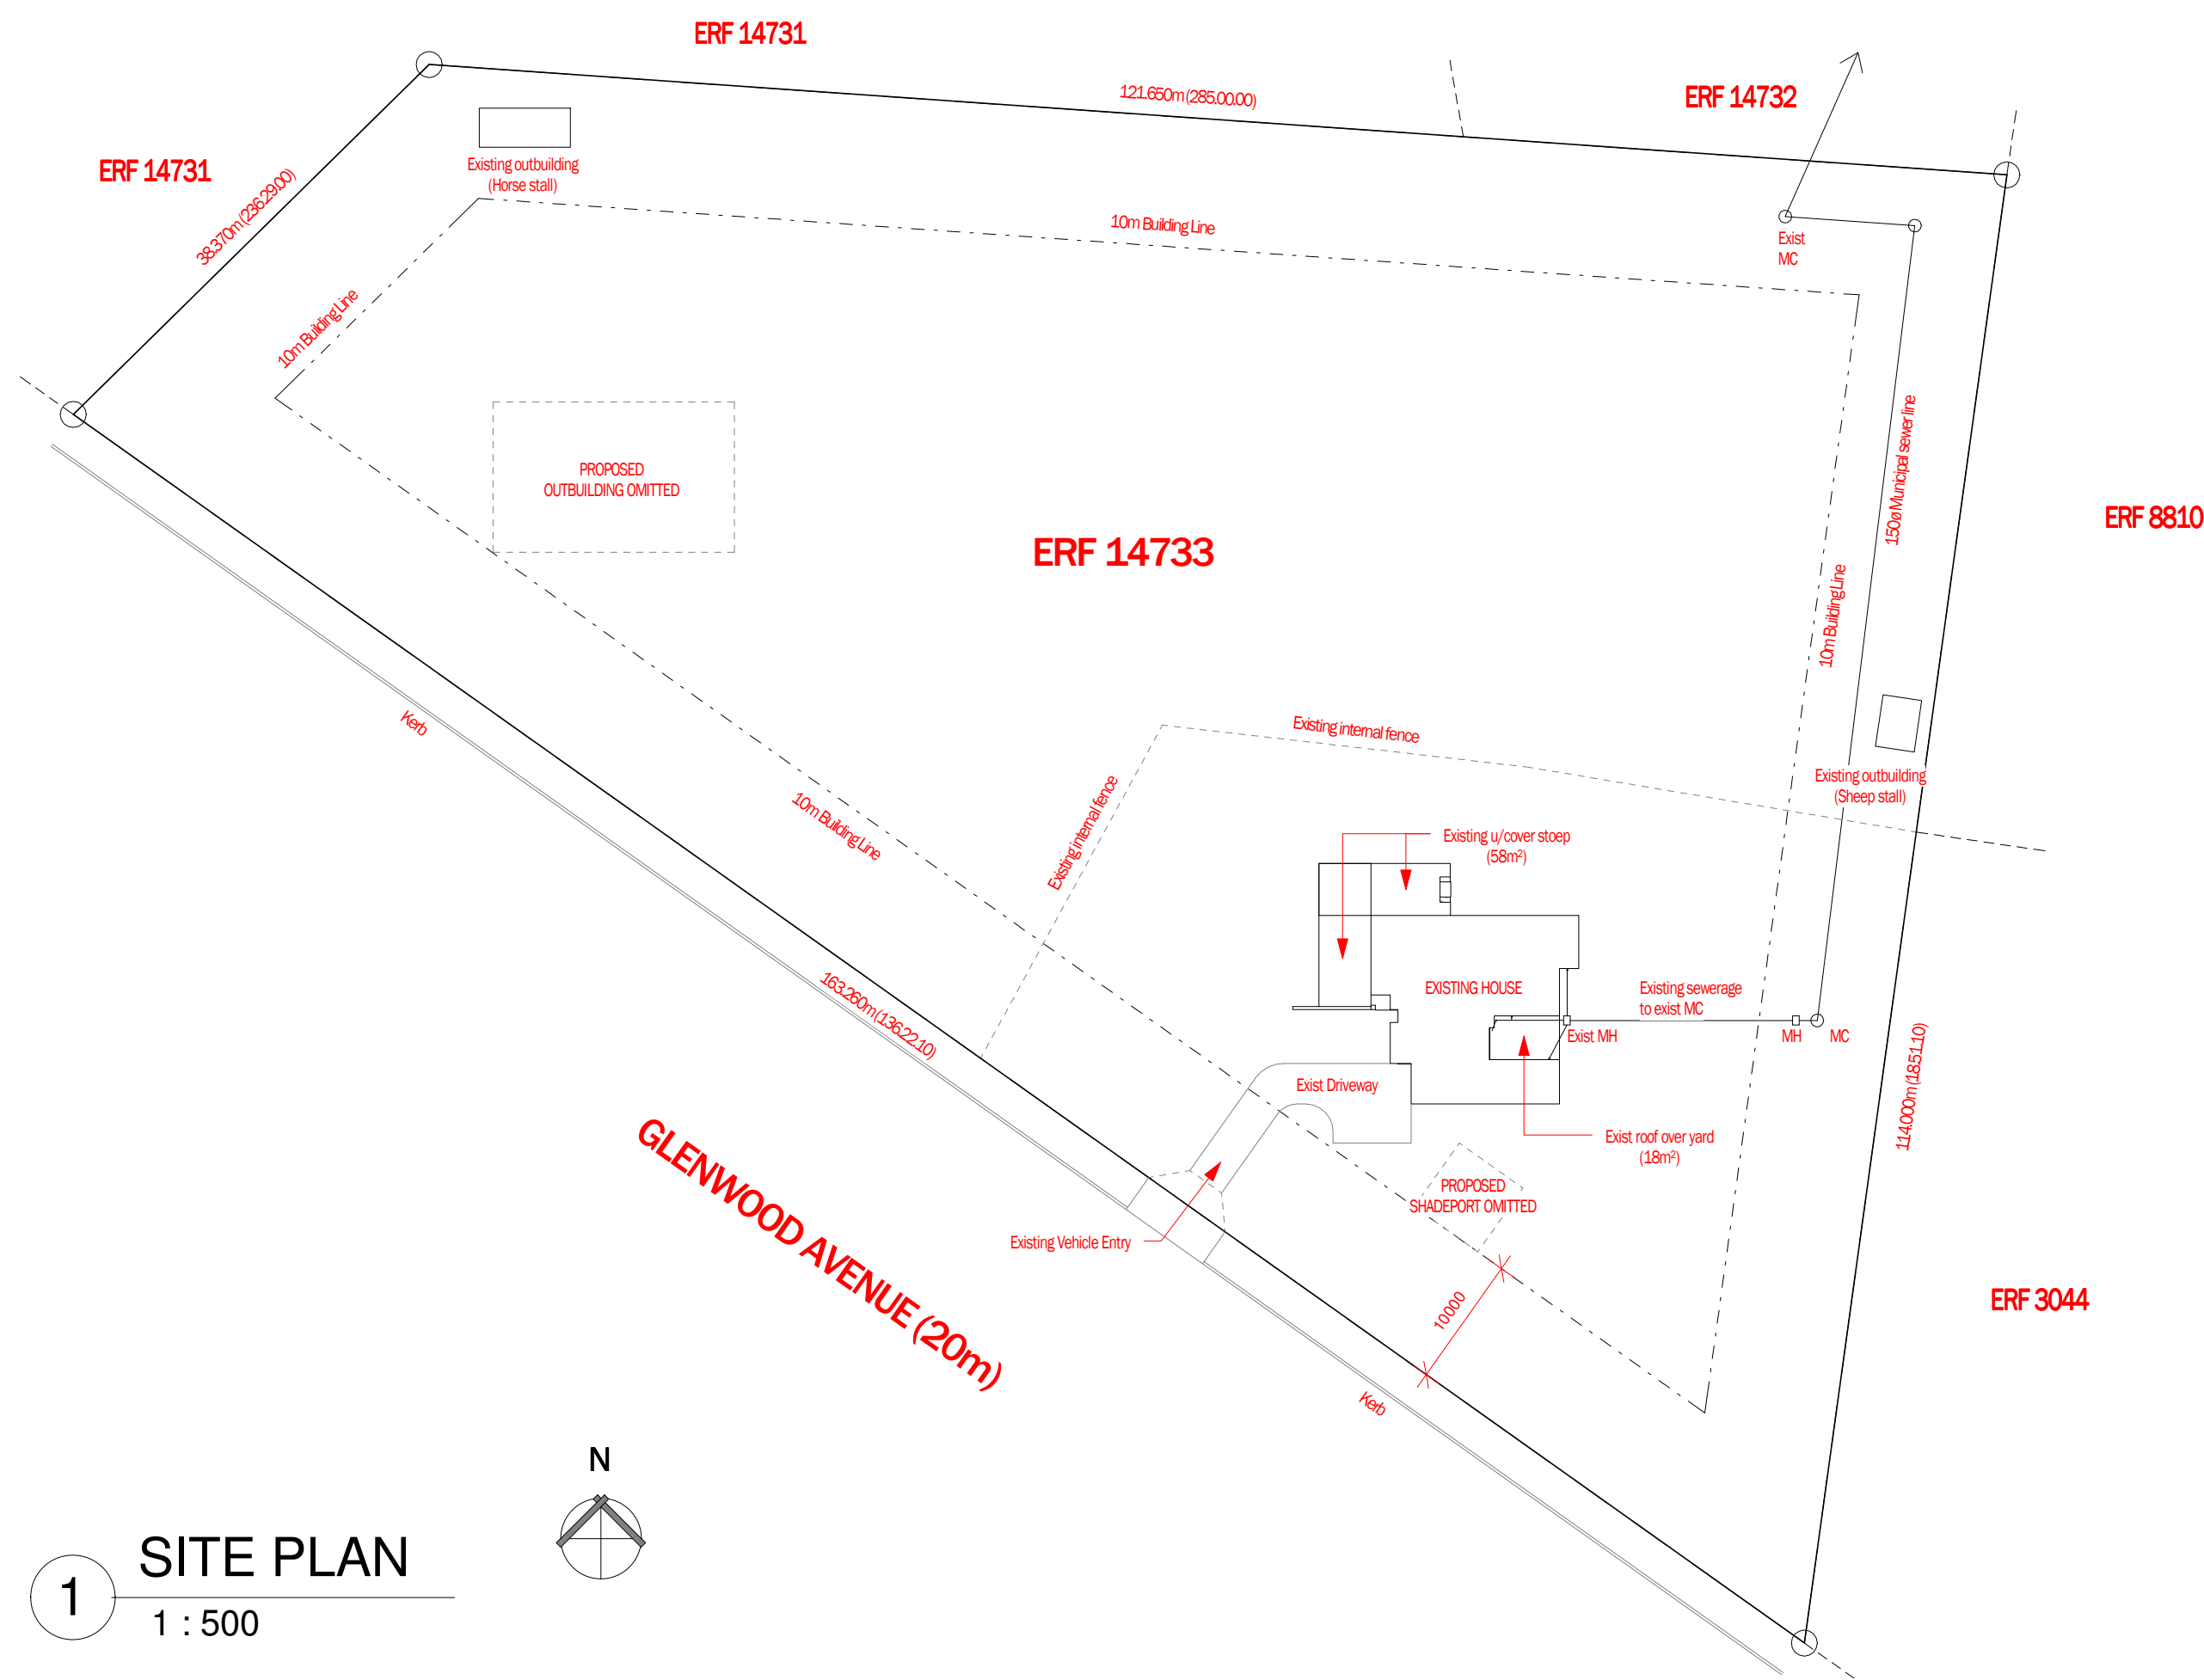 ERF 14731
121.650m (285.00.00)
ERF 14732
ERF 14731
38.370m (236.29.00)
Existing outbuilding
(Horse stall)
10m Building Line
Exist
MC
10m Building Line
PROPOSED
OUTBUILDING OMITTED
ERF 14733
150ø Municipal sewer line
ERF 8810
10m Building Line
Kerb
Existing internal fence
Existing internal fence
10m Building Line
Existing outbuilding
(Sheep stall)
Existing u/cover stoep
(58m²)
EXISTING HOUSE
Existing sewerage
to exist MC
Exist MH
MH
MC
163.260m (136.22.10)
Exist Driveway
114.000m (18.51.10)
Exist roof over yard
(18m²)
PROPOSED
SHADEPORT OMITTED
Existing Vehicle Entry
GLENWOOD AVENUE (20m)
10000
ERF 3044
Kerb
N
1
SITE PLAN
1 : 500